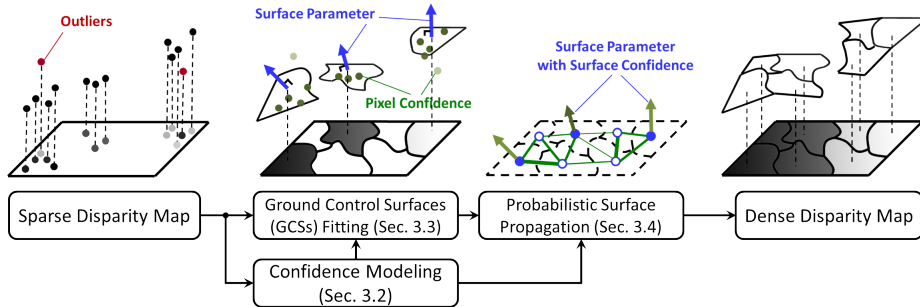 Outliers
Surface Parameter
Pixel Confidence
Surface Parameter
with Surface Confidence
Sparse Disparity Map
Ground Control Surfaces
(GCSs) Fitting (Sec. 3.3)
Probabilistic Surface
Propagation (Sec. 3.4)
Dense Disparity Map
Confidence Modeling
(Sec. 3.2)